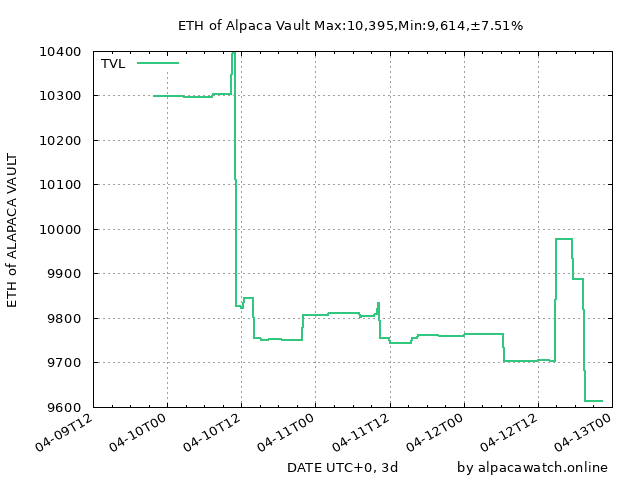 ETH of Alpaca Vault Max:10,395,Min:9,614,±7.51%
TVL
10400
10300
10200
10100
10000
9900
9800
9700
9600
ETH of ALAPACA VAULT
04-09T12
04-10T00
04-10T12
04-11T00
04-11T12
04-12T00
04-12T12
04-13T00
DATE UTC+0, 3d
by alpacawatch.online